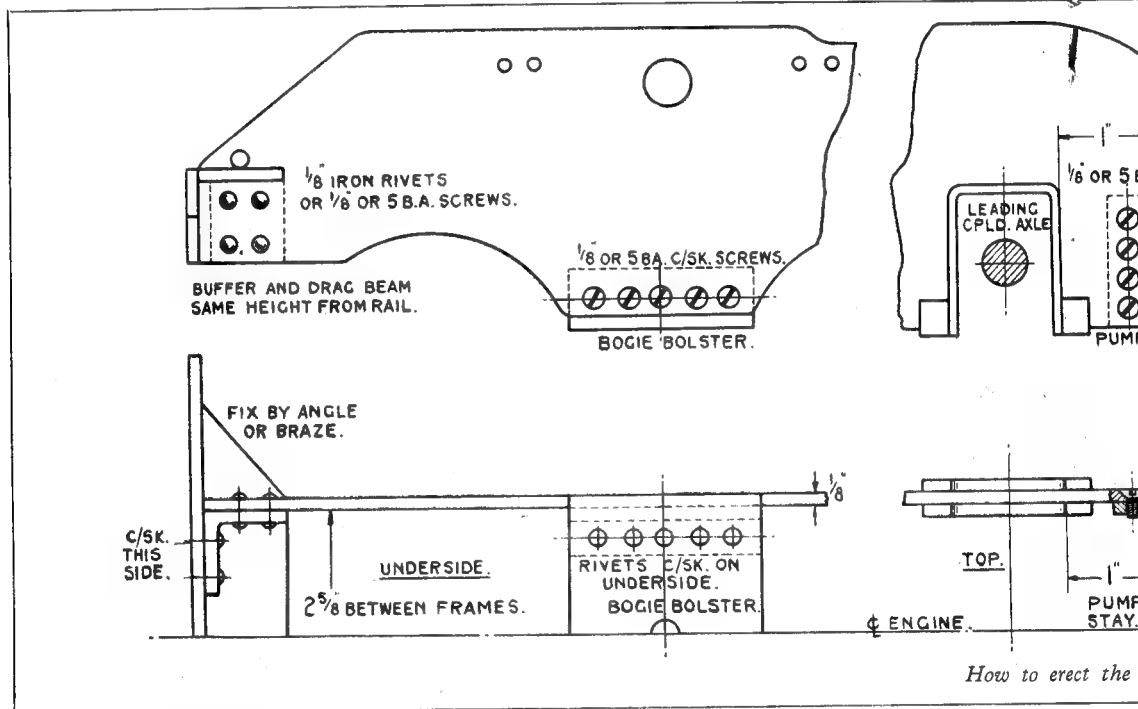 1/8" IRON RIVETS
OR 1/8" OR 5 B.A. SCREWS.
BUFFER AND DRAG BEAM
SAME HEIGHT FROM RAIL.
1/8" OR 5 BA. C/SK. SCREWS.
BOGIE BOLSTER.
1"
1/8" OR 5 B
LEADING
CPLD. AXLE
PUMP
FIX BY ANGLE
OR BRAZE.
1/8"
C/SK.
THIS
SIDE.
UNDERSIDE.
2 5/8" BETWEEN FRAMES.
RIVETS C/SK. ON
UNDERSIDE.
BOGIE BOLSTER.
TOP.
1"
PUMP
STAY.
℄ ENGINE.
How to erect the